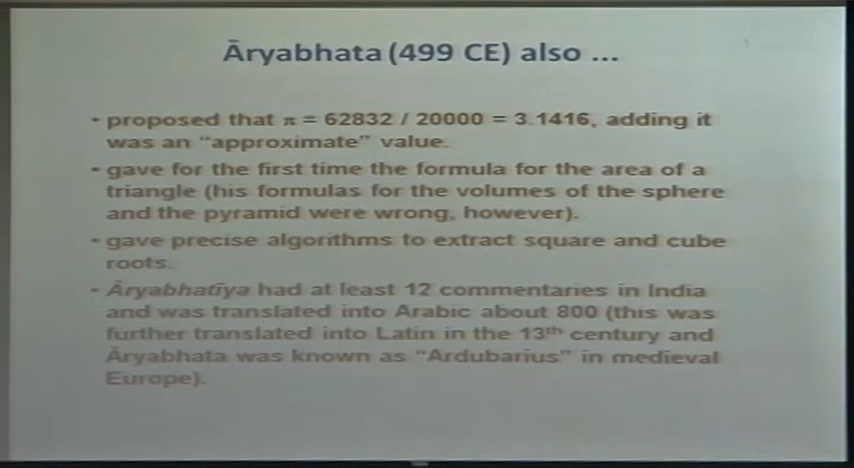 Āryabhata (499 CE) also ...
• proposed that π = 62832 / 20000 = 3.1416, adding it
was an “approximate” value.
• gave for the first time the formula for the area of a
triangle (his formulas for the volumes of the sphere
and the pyramid were wrong, however).
• gave precise algorithms to extract square and cube
roots.
• Āryabhatīya had at least 12 commentaries in India
and was translated into Arabic about 800 (this was
further translated into Latin in the 13th century and
Āryabhata was known as “Ardubarius” in medieval
Europe).